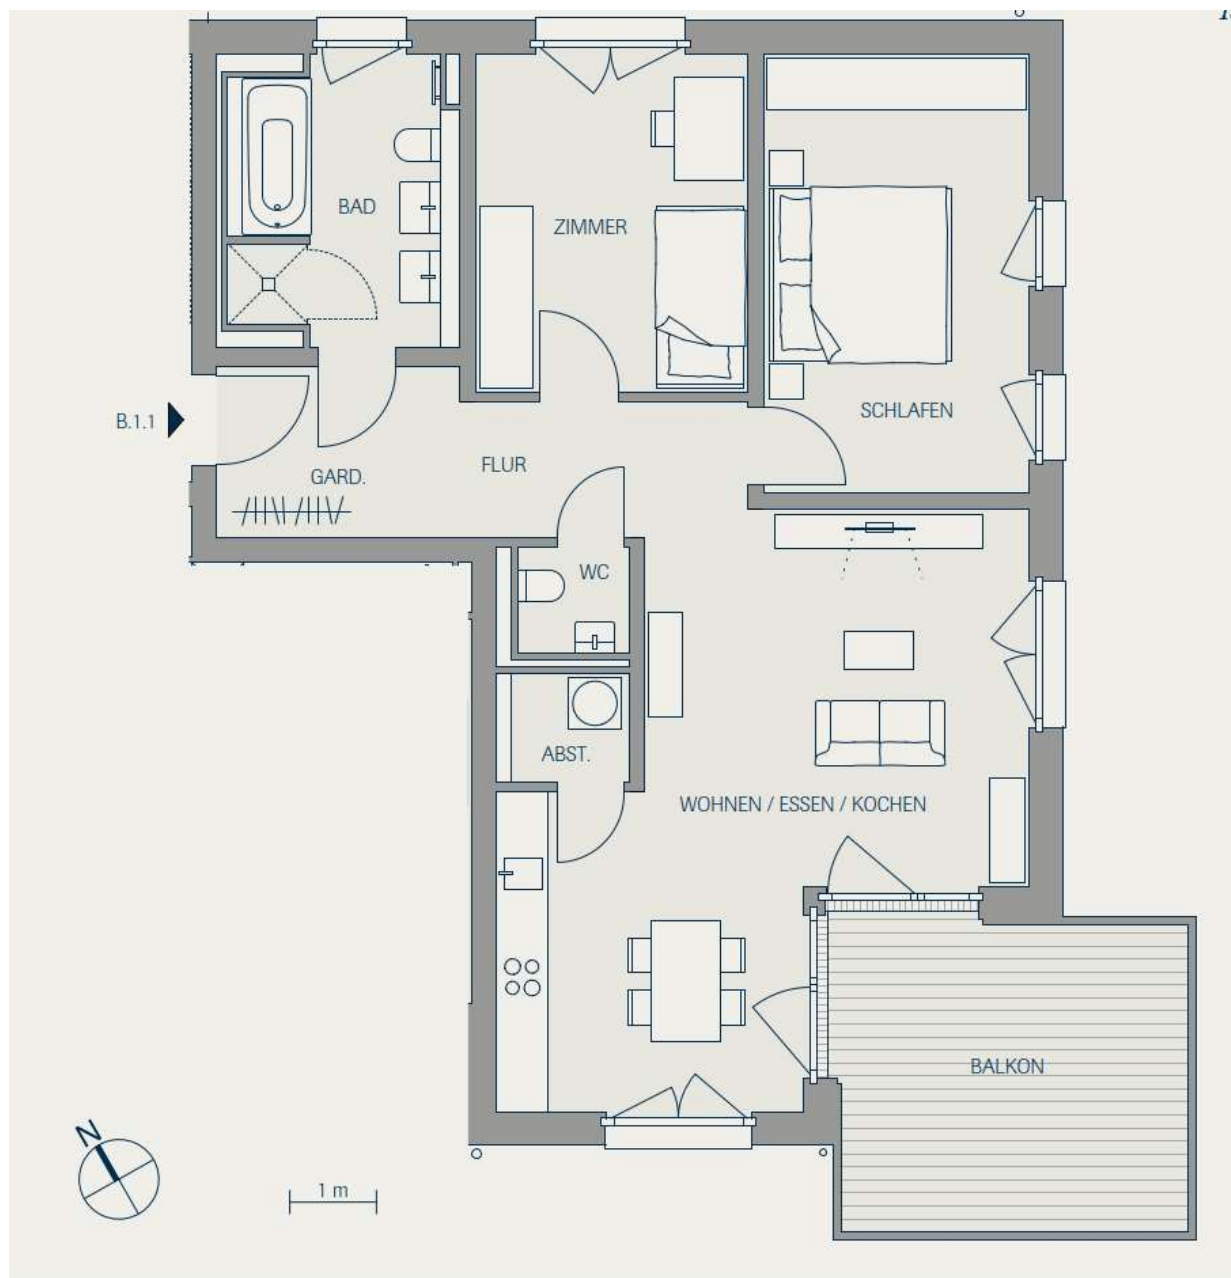 BAD
ZIMMER
SCHLAFEN
B.1.1
FLUR
GARD.
WC
ABST.
WOHNEN / ESSEN / KOCHEN
BALKON
N
1 m